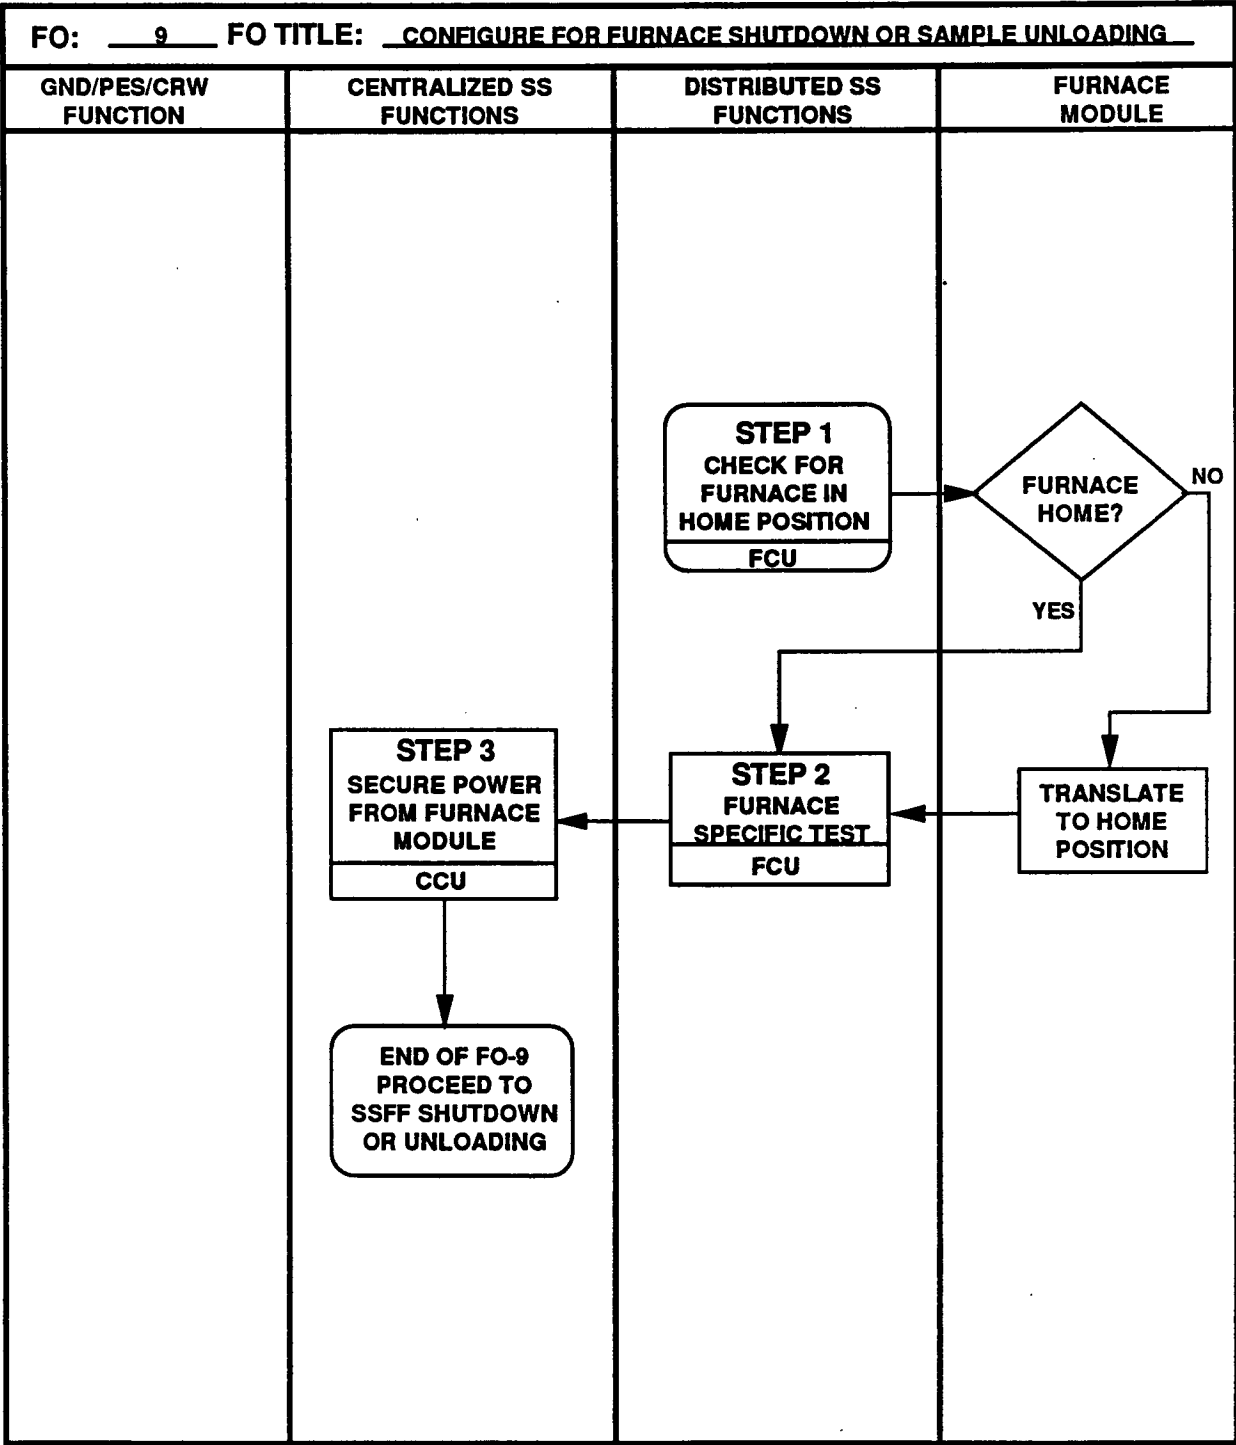 FO: 9 FO TITLE: CONFIGURE FOR FURNACE SHUTDOWN OR SAMPLE UNLOADING
GND/PES/CRW
FUNCTION
CENTRALIZED SS
FUNCTIONS
DISTRIBUTED SS
FUNCTIONS
FURNACE
MODULE
STEP 1
CHECK FOR
FURNACE IN
HOME POSITION
FCU
FURNACE
HOME?
NO
YES
STEP 3
SECURE POWER
FROM FURNACE
MODULE
CCU
STEP 2
FURNACE
SPECIFIC TEST
FCU
TRANSLATE
TO HOME
POSITION
END OF FO-9
PROCEED TO
SSFF SHUTDOWN
OR UNLOADING